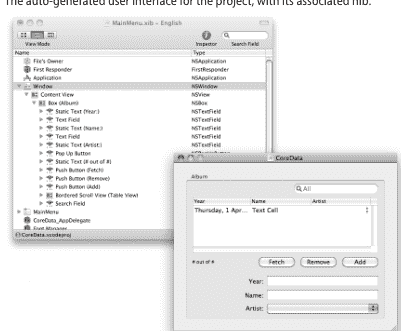 The auto-generated user interface for the project, with its associated nib.
MainMenu.xib – English
View Mode
Inspector
Search Field
Name
Type
File's Owner
NSApplication
First Responder
FirstResponder
Application
NSApplication
Window
NSWindow
Content View
NSView
Box (Album)
NSBox
Static Text (Year:)
NSTextField
Text Field
NSTextField
Static Text (Name:)
NSTextField
Text Field
NSTextField
Static Text (Artist:)
NSTextField
Pop Up Button
Static Text (# out of #)
Push Button (Fetch)
Push Button (Remove)
Push Button (Add)
Bordered Scroll View (Table View)
Search Field
MainMenu
CoreData_AppDelegate
Font Manager
CoreData.xcodeproj
CoreData
Album
All
Year
Name
Artist
Thursday, 1 Apr...
Text Cell
# out of #
Fetch
Remove
Add
Year:
Name:
Artist: